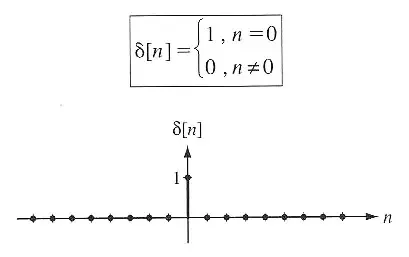 δ[n] = { 1 , n = 0
0 , n ≠ 0
δ[n]
1
n